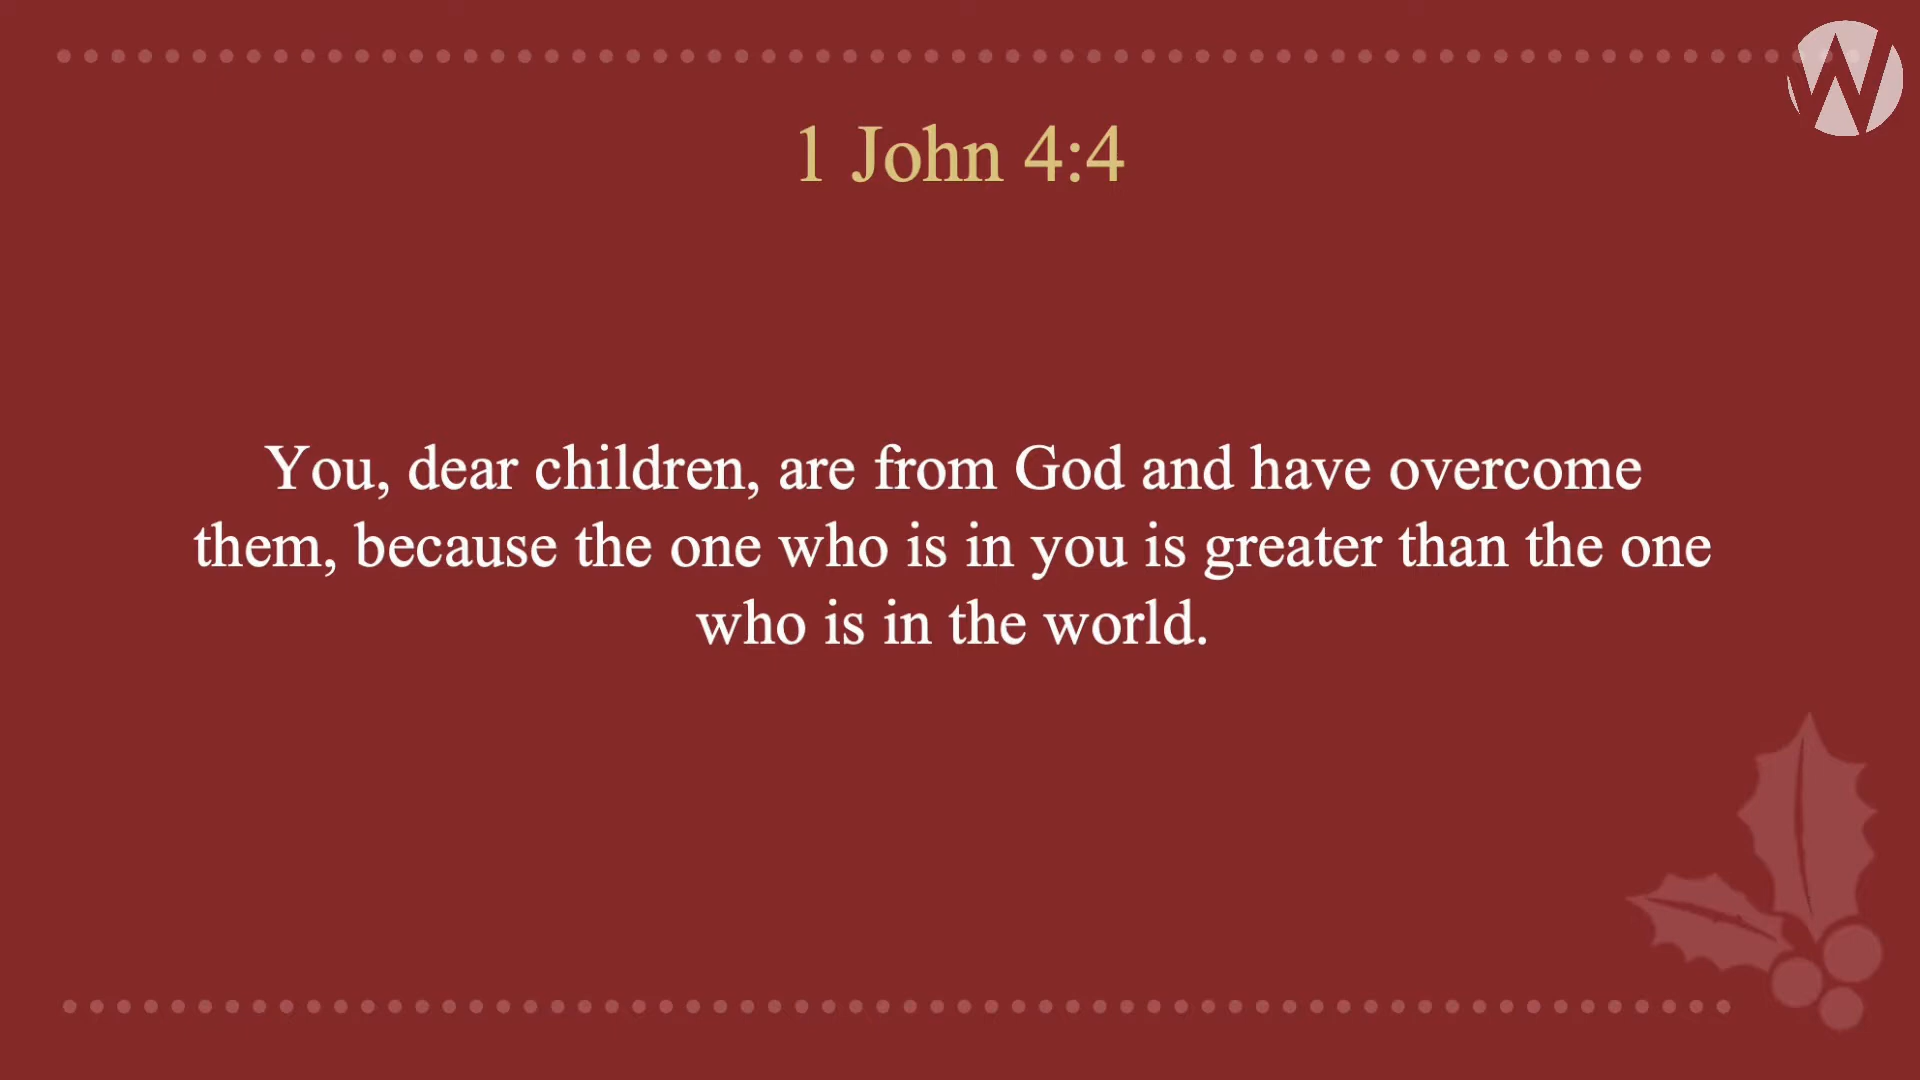 1 John 4:4
You, dear children, are from God and have overcome
them, because the one who is in you is greater than the one
who is in the world.